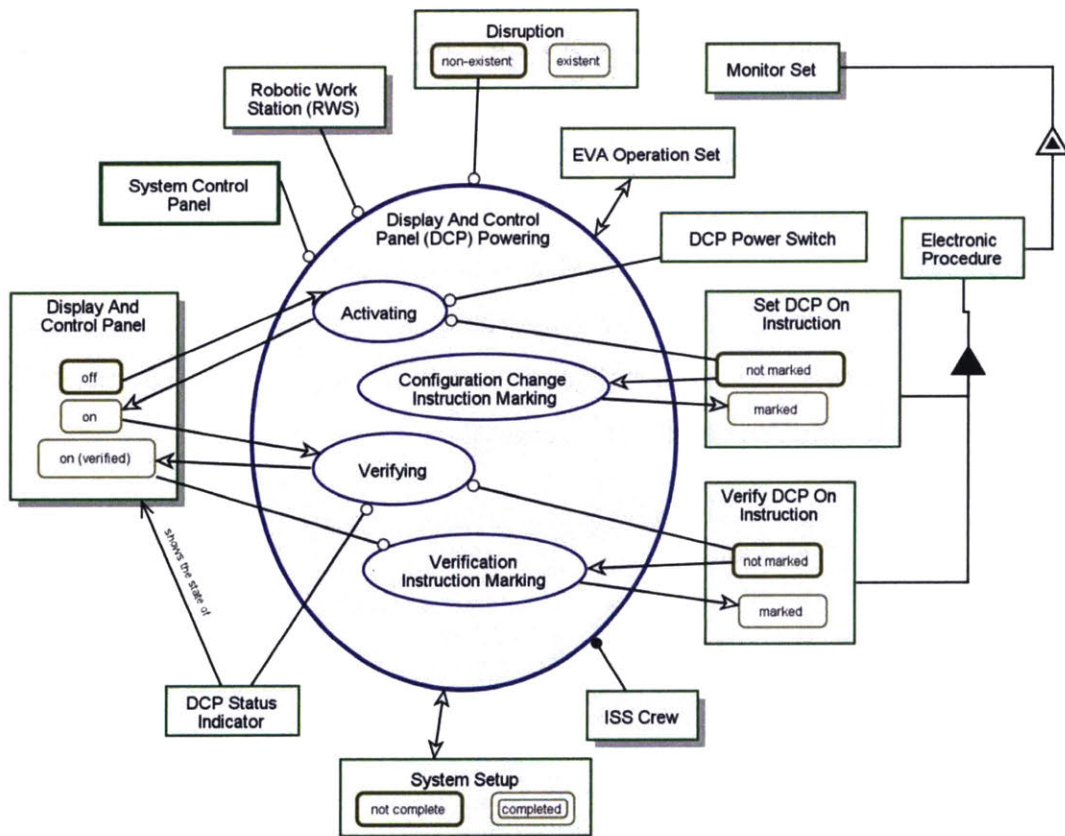 Disruption
non-existent
existent
Monitor Set
Robotic Work
Station (RWS)
EVA Operation Set
System Control
Panel
Display And Control
Panel (DCP) Powering
DCP Power Switch
Electronic
Procedure
Display And
Control Panel
off
on
on (verified)
Activating
Set DCP On
Instruction
not marked
marked
Configuration Change
Instruction Marking
Verifying
Verify DCP On
Instruction
not marked
marked
Verification
Instruction Marking
shows the state of
DCP Status
Indicator
ISS Crew
System Setup
not complete
completed